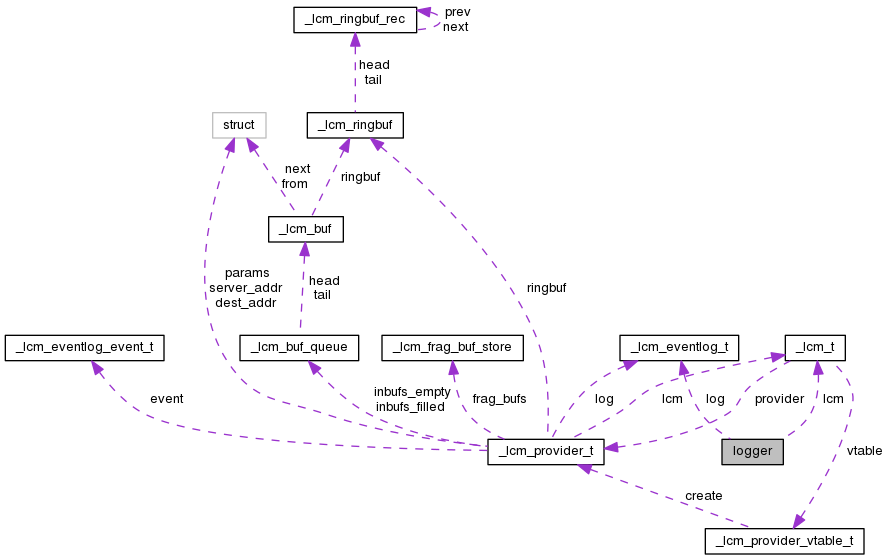 _lcm_ringbuf_rec
prev
next
head
tail
struct
_lcm_ringbuf
next
from
ringbuf
_lcm_buf
params
server_addr
dest_addr
head
tail
ringbuf
_lcm_eventlog_event_t
_lcm_buf_queue
_lcm_frag_buf_store
_lcm_eventlog_t
_lcm_t
event
inbufs_empty
inbufs_filled
frag_bufs
log
lcm
provider
log
lcm
_lcm_provider_t
logger
vtable
create
_lcm_provider_vtable_t